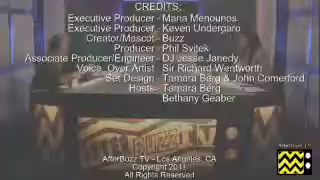 CREDITS:
Executive Producer - Maria Menounos
Executive Producer - Keven Undergaro
Creator/Mascot - Buzz
Producer - Phil Svitek
Associate Producer/Engineer - DJ Jesse Janedy
Voice Over Artist - Sir Richard Wentworth
Set Design - Tamara Berg & John Comerford
Hosts - Tamara Berg
Bethany Geaber
AfterBuzz TV - Los Angeles, CA
Copyright 2011
All Rights Reserved